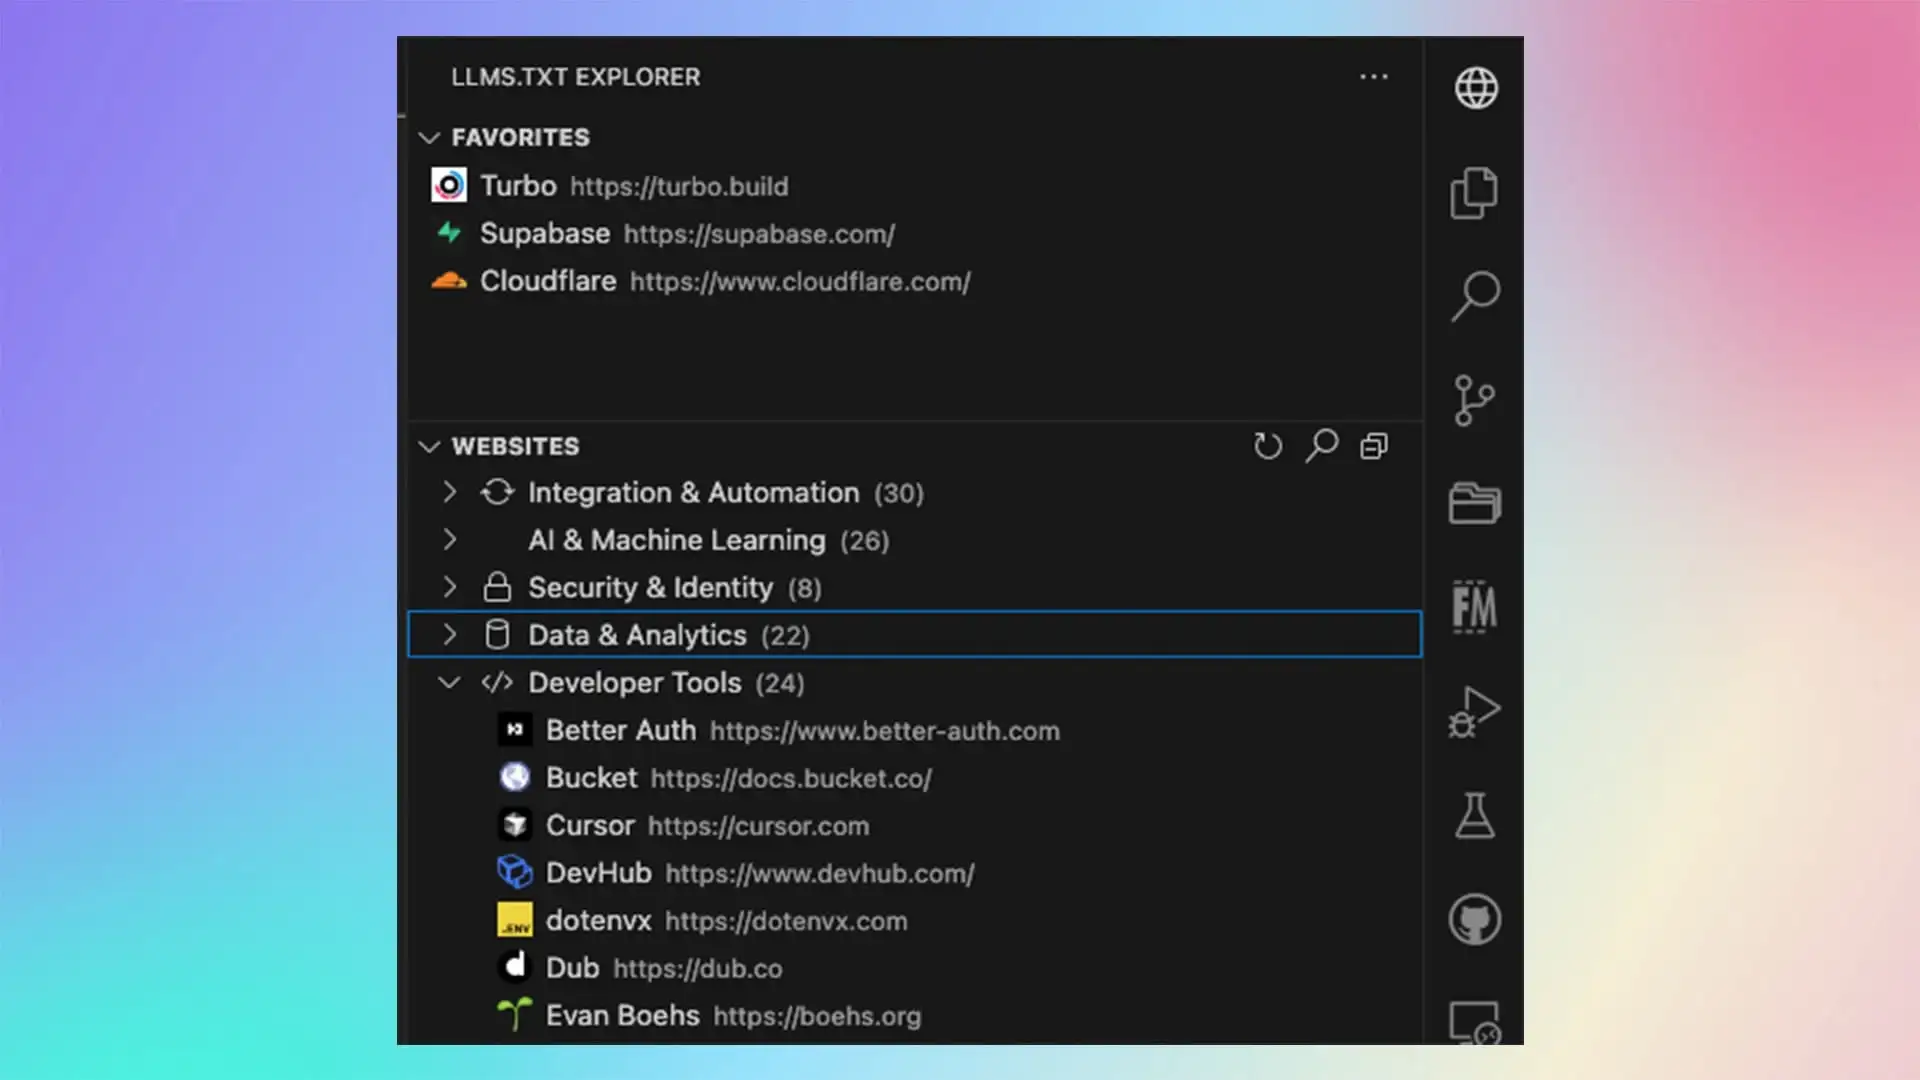 LLMS.TXT EXPLORER
FAVORITES
Turbo https://turbo.build
Supabase https://supabase.com/
Cloudflare https://www.cloudflare.com/
WEBSITES
Integration & Automation (30)
AI & Machine Learning (26)
Security & Identity (8)
Data & Analytics (22)
</> Developer Tools (24)
Better Auth https://www.better-auth.com
Bucket https://docs.bucket.co/
Cursor https://cursor.com
DevHub https://www.devhub.com/
.ENV dotenvx https://dotenvx.com
Dub https://dub.co
Evan Boehs https://boehs.org
FM